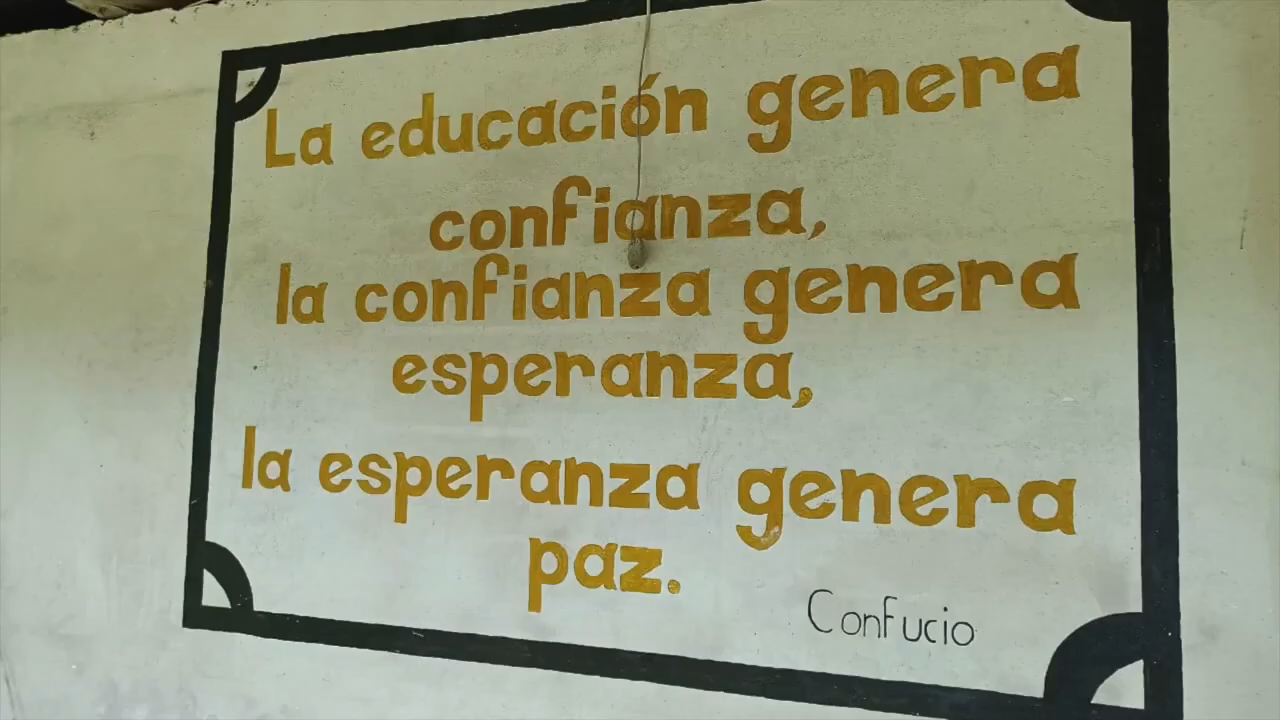 La educación genera
confianza,
la confianza genera
esperanza,
la esperanza genera
paz.
Confucio